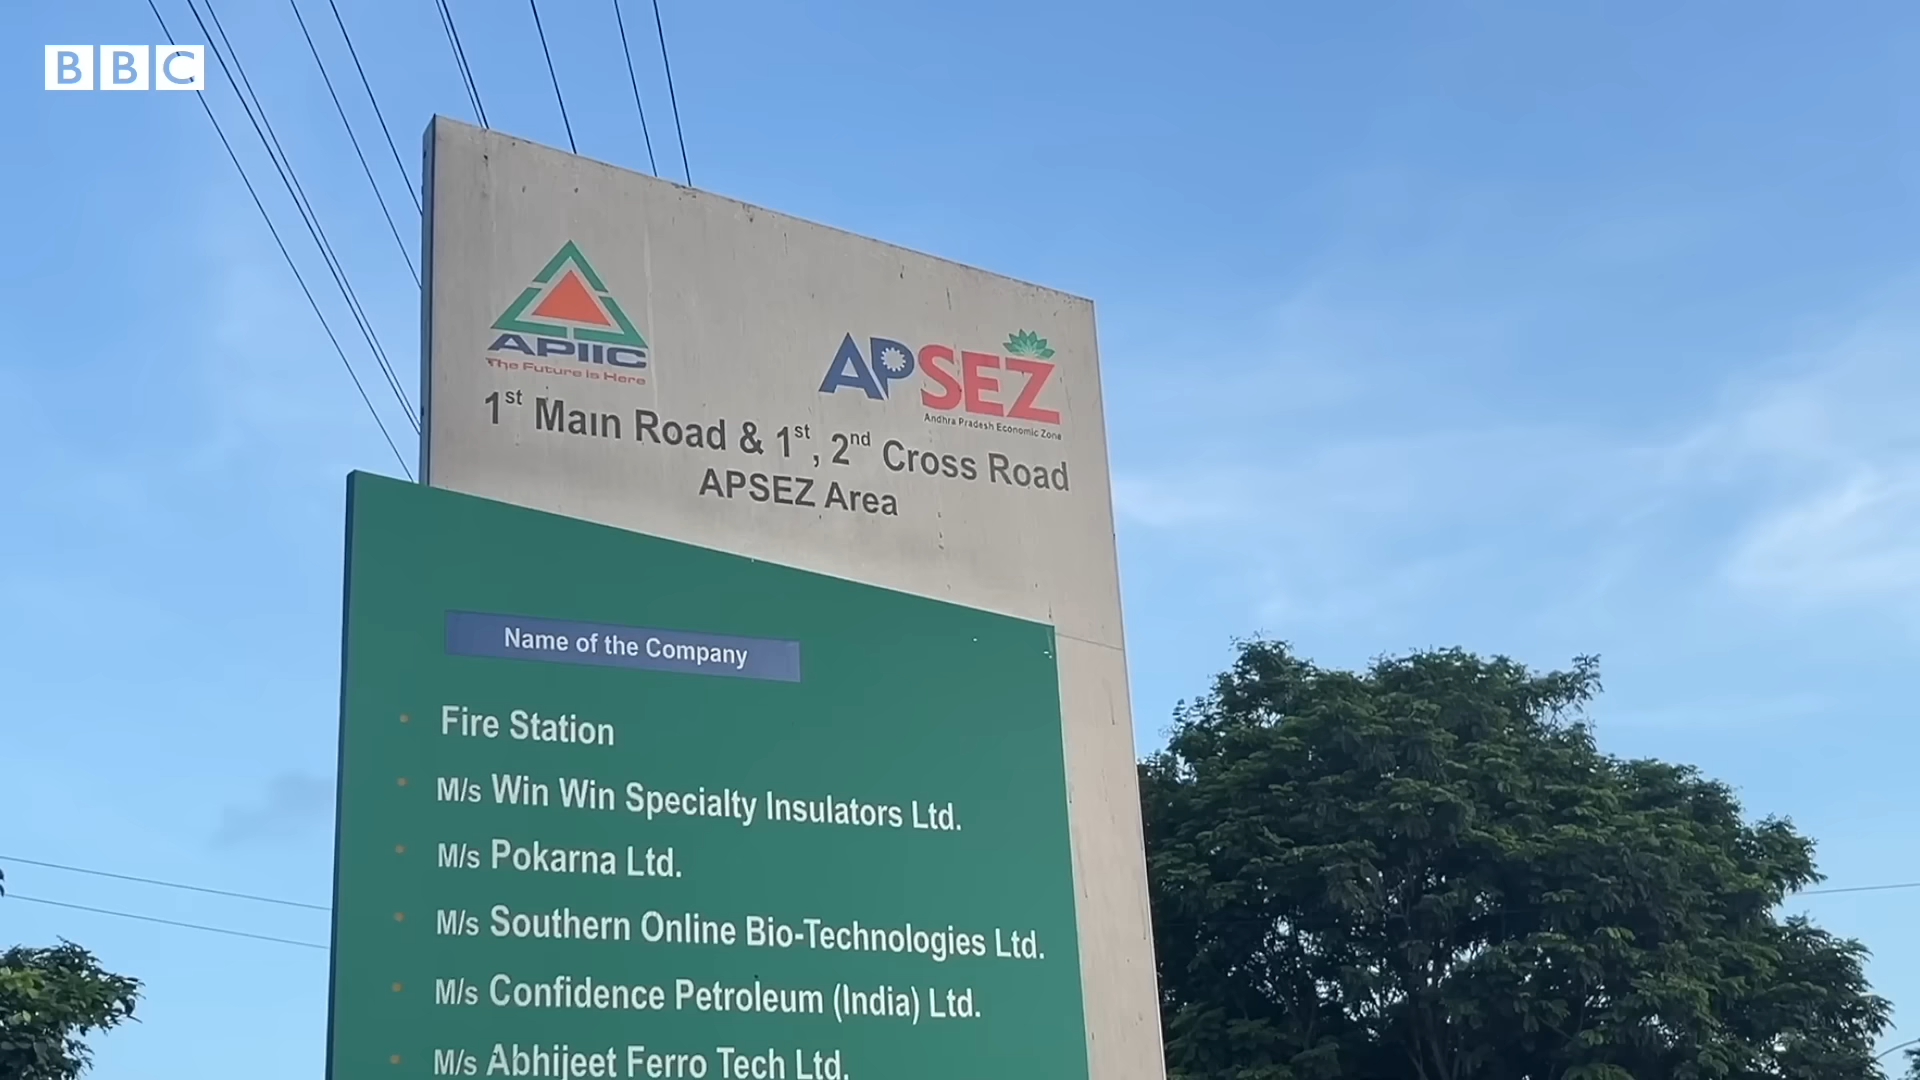 BBC
APIIC
The Future is Here
APSEZ
Andhra Pradesh Economic Zone
1st Main Road & 1st, 2nd Cross Road
APSEZ Area
Name of the Company
• Fire Station
• M/s Win Win Specialty Insulators Ltd.
• M/s Pokarna Ltd.
• M/s Southern Online Bio-Technologies Ltd.
• M/s Confidence Petroleum (India) Ltd.
• M/s Abhijeet Ferro Tech Ltd.